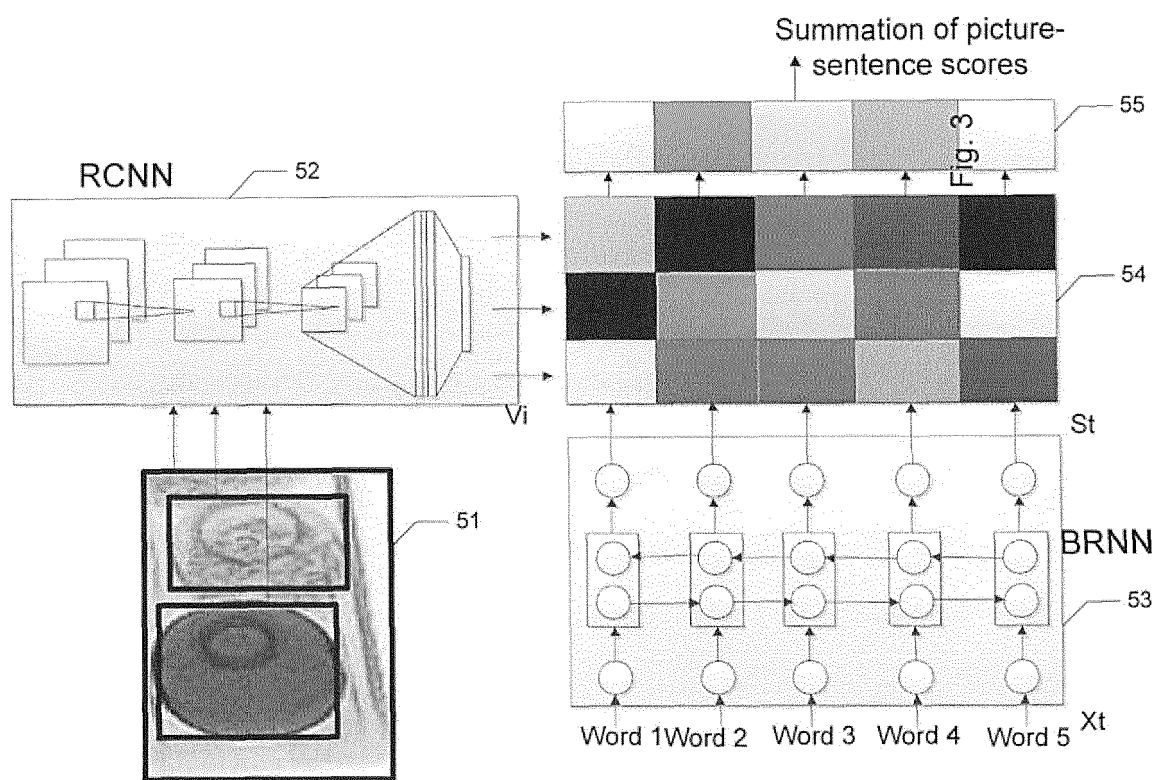 Summation of picture-
sentence scores
55
Fig. 3
RCNN
52
54
Vi
St
51
BRNN
53
Word 1 Word 2 Word 3 Word 4 Word 5
Xt